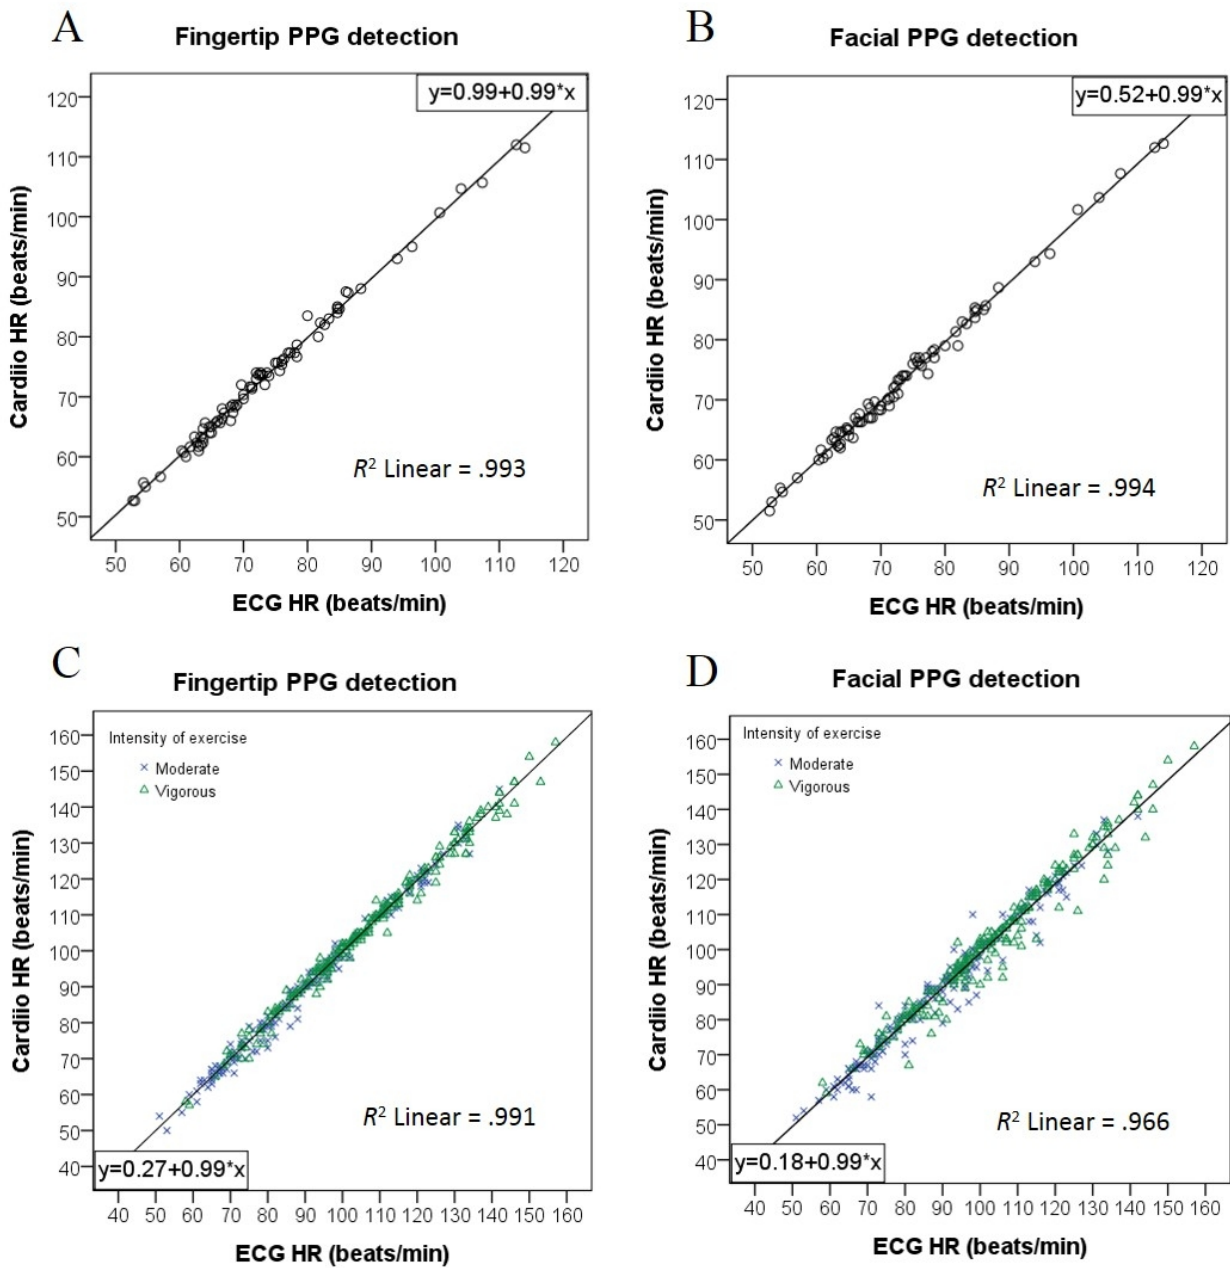 A
Fingertip PPG detection
y=0.99+0.99*x
Cardiio HR (beats/min)
120
110
100
90
80
70
60
50
R² Linear = .993
50 60 70 80 90 100 110 120
ECG HR (beats/min)
B
Facial PPG detection
y=0.52+0.99*x
Cardiio HR (beats/min)
120
110
100
90
80
70
60
50
R² Linear = .994
50 60 70 80 90 100 110 120
ECG HR (beats/min)
C
Fingertip PPG detection
Intensity of exercise
Moderate
Vigorous
Cardiio HR (beats/min)
160
150
140
130
120
110
100
90
80
70
60
50
40
R² Linear = .991
y=0.27+0.99*x
40 50 60 70 80 90 100 110 120 130 140 150 160
ECG HR (beats/min)
D
Facial PPG detection
Intensity of exercise
Moderate
Vigorous
Cardiio HR (beats/min)
160
150
140
130
120
110
100
90
80
70
60
50
40
R² Linear = .966
y=0.18+0.99*x
40 50 60 70 80 90 100 110 120 130 140 150 160
ECG HR (beats/min)